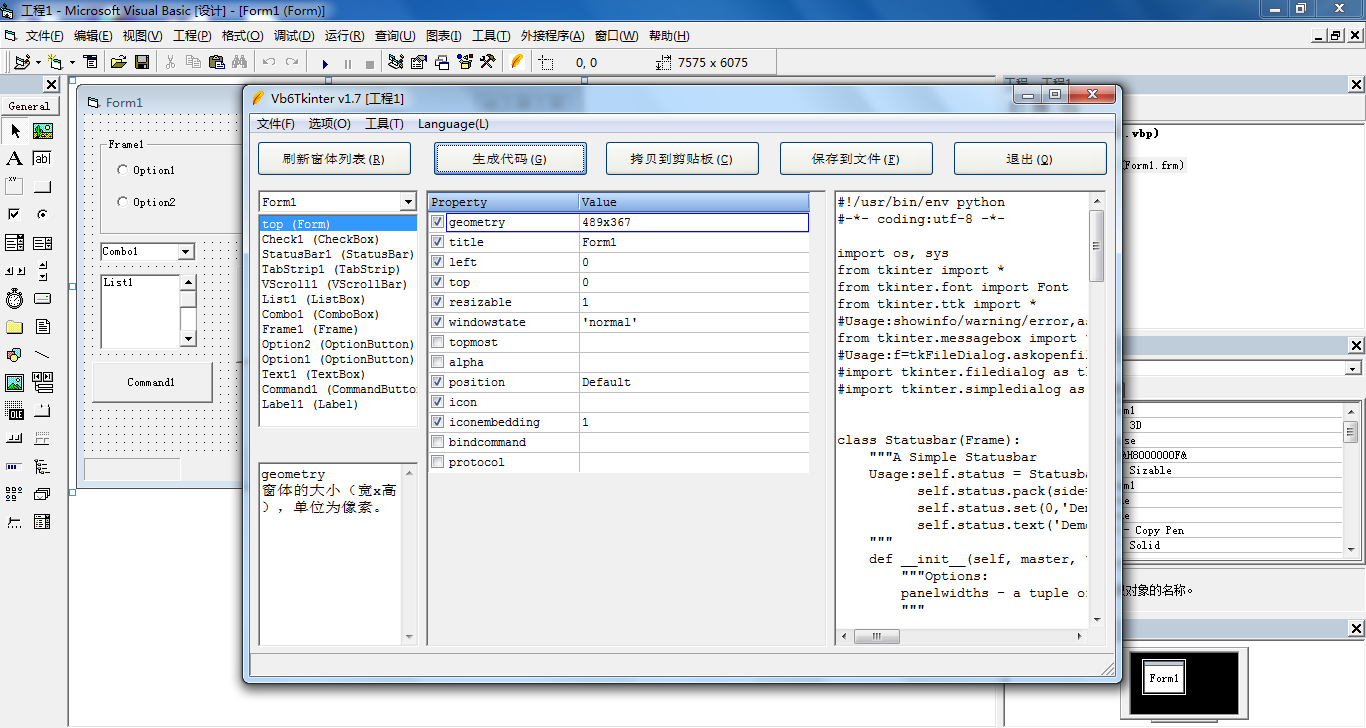 工程1 - Microsoft Visual Basic [设计] - [Form1 (Form)]
文件(F) 编辑(E) 视图(V) 工程(P) 格式(O) 调试(D) 运行(R) 查询(U) 图表(I) 工具(T) 外接程序(A) 窗口(W) 帮助(H)
0, 0 7575 x 6075
General
Form1
Frame1
Option1
Option2
Combo1
List1
Command1
Vb6Tkinter v1.7 [工程1]
文件(F) 选项(O) 工具(T) Language(L)
刷新窗体列表(R) 生成代码(G) 拷贝到剪贴板(C) 保存到文件(F) 退出(Q)
Form1
top (Form)
Check1 (CheckBox)
StatusBar1 (StatusBar)
TabStrip1 (TabStrip)
VScroll1 (VScrollBar)
List1 (ListBox)
Combo1 (ComboBox)
Frame1 (Frame)
Option2 (OptionButton)
Option1 (OptionButton)
Text1 (TextBox)
Command1 (CommandButto
Label1 (Label)
geometry
窗体的大小（宽x高
），单位为像素。
Property Value
geometry 489x367
title Form1
left 0
top 0
resizable 1
windowstate 'normal'
topmost
alpha
position Default
icon
iconembedding 1
bindcommand
protocol
#!/usr/bin/env python
#-*- coding:utf-8 -*-
import os, sys
from tkinter import *
from tkinter.font import Font
from tkinter.ttk import *
#Usage:showinfo/warning/error,a
from tkinter.messagebox import
#Usage:f=tkFileDialog.askopenfil
#import tkinter.filedialog as t
#import tkinter.simpledialog as
class Statusbar(Frame):
"""A Simple Statusbar
Usage:self.status = Statusba
self.status.pack(side=
self.status.set(0,'De
self.status.text('Dem
"""
def __init__(self, master,
"""Options:
panelwidths - a tuple o
"""
工程 - 工程1
.vbp)
Form1.frm)
m1
3D
se
&H8000000F&
Sizable
m1
e
e
- Copy Pen
Solid
对象的名称。
Form1